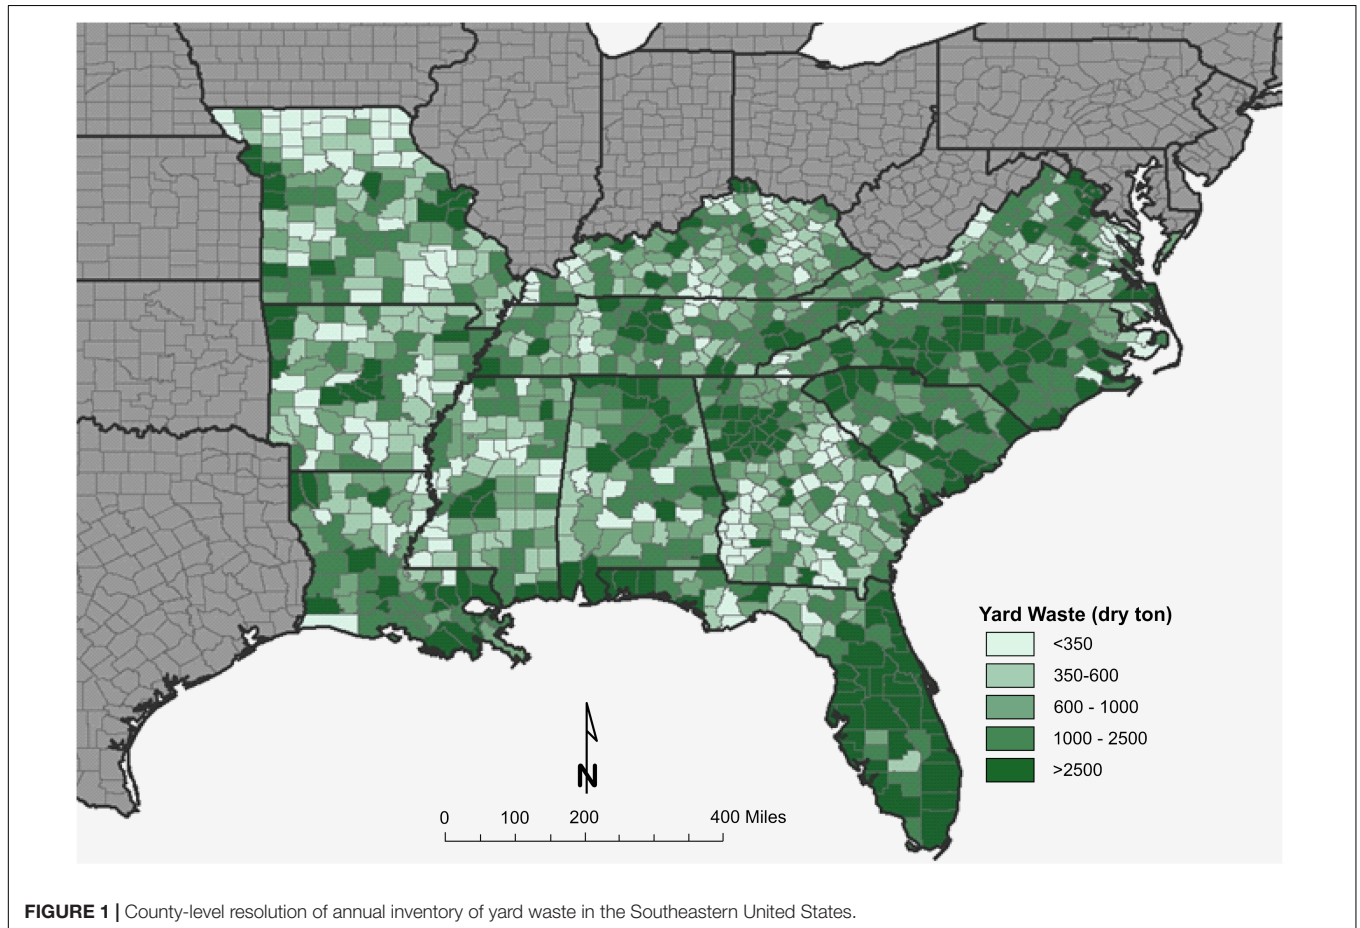 Yard Waste (dry ton)
<350
350-600
600 - 1000
1000 - 2500
>2500
N
0 100 200 400 Miles
FIGURE 1 | County-level resolution of annual inventory of yard waste in the Southeastern United States.